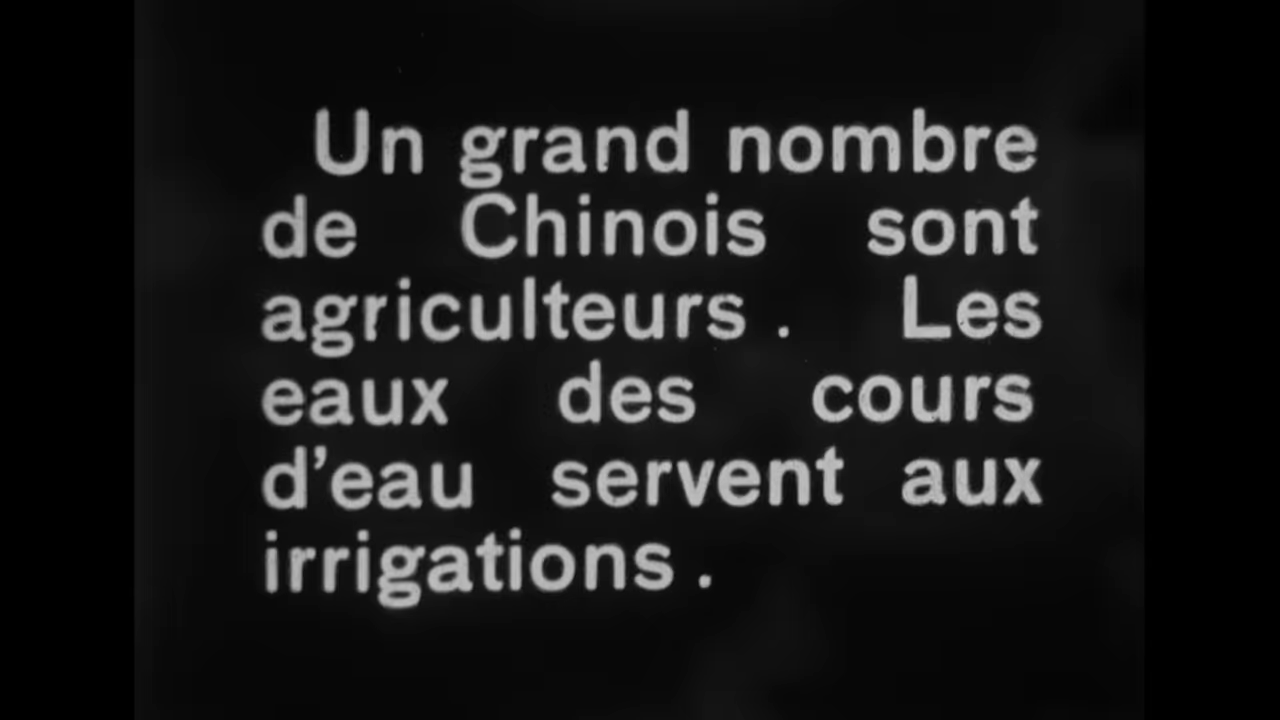 Un grand nombre
de Chinois sont
agriculteurs . Les
eaux des cours
d'eau servent aux
irrigations .